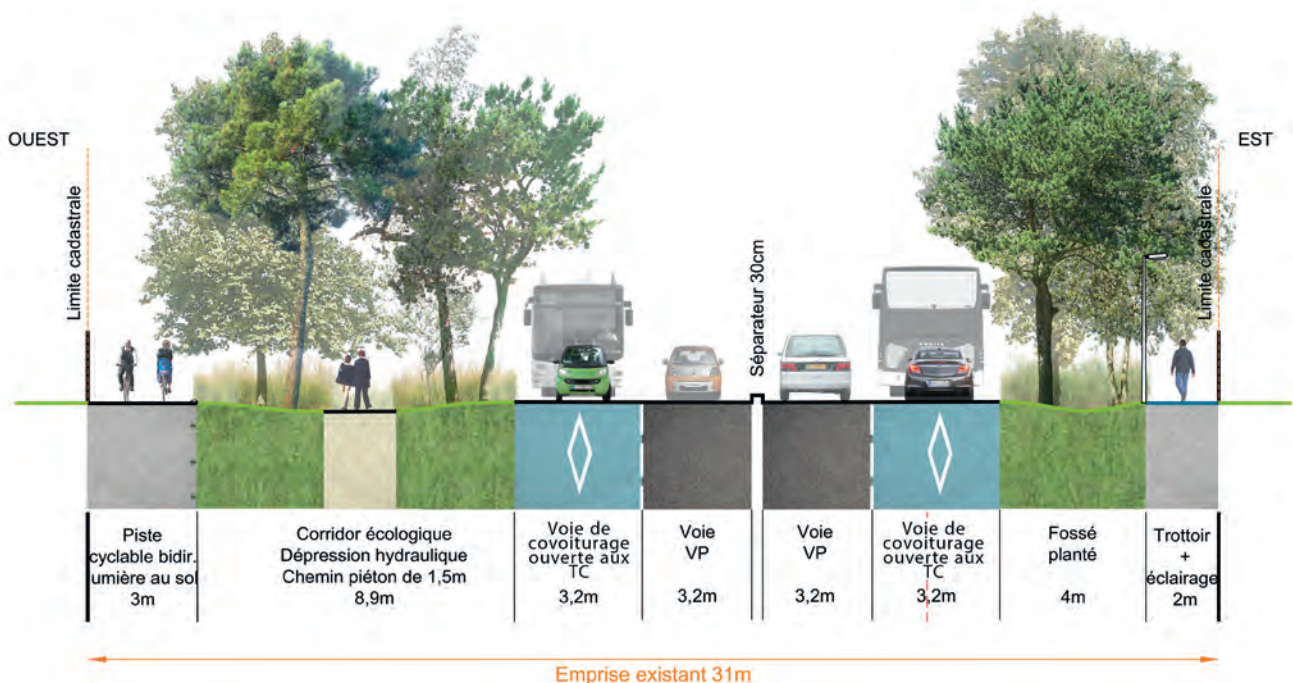 OUEST
EST
Limite cadastrale
Séparateur 30cm
Limite cadastrale
Piste
cyclable bidir.
umière au sol
3m
Corridor écologique
Dépression hydraulique
Chemin piéton de 1,5m
8,9m
Voie de
covoiturage
ouverte aux
TC
3,2m
Voie
VP
3,2m
Voie
VP
3,2m
Voie de
covoiturage
ouverte aux
TC
3,2m
Fossé
planté
4m
Trottoir
+
éclairage
2m
Emprise existant 31m